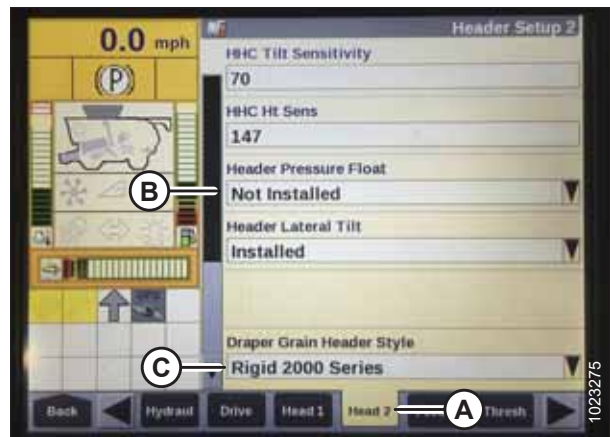 0.0 mph
Header Setup 2
(P)
HHC Tilt Sensitivity
70
HHC Ht Sens
147
Header Pressure Float
B
Not Installed
Header Lateral Tilt
Installed
Draper Grain Header Style
C
Rigid 2000 Series
Back
Hydraul
Drive
Head 1
Head 2
A
Thresh
1023275